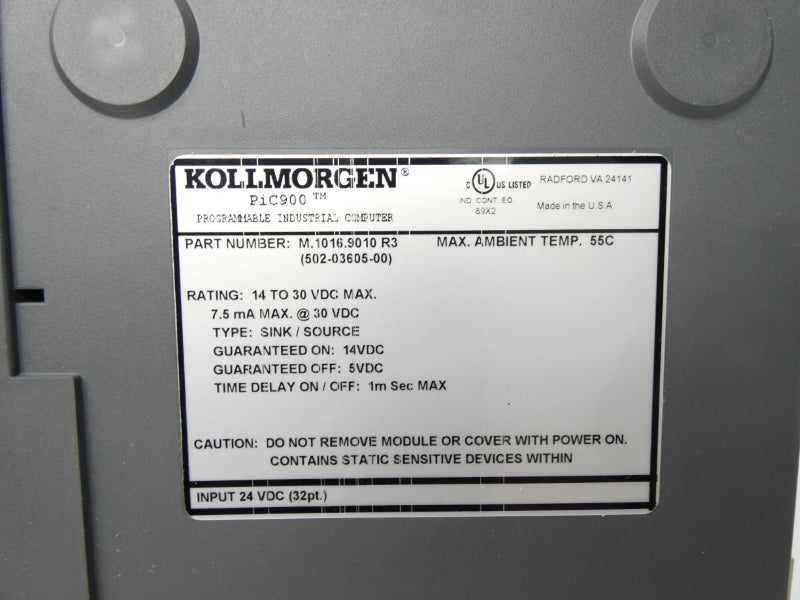 KOLLMORGEN®
PiC900™
PROGRAMMABLE INDUSTRIAL COMPUTER
C UL US LISTED
IND. CONT. EQ.
89X2
RADFORD VA 24141
Made in the U.S.A
PART NUMBER: M.1016.9010 R3 MAX. AMBIENT TEMP. 55C
(502-03605-00)
RATING: 14 TO 30 VDC MAX.
7.5 mA MAX. @ 30 VDC
TYPE: SINK / SOURCE
GUARANTEED ON: 14VDC
GUARANTEED OFF: 5VDC
TIME DELAY ON / OFF: 1m Sec MAX
CAUTION: DO NOT REMOVE MODULE OR COVER WITH POWER ON.
CONTAINS STATIC SENSITIVE DEVICES WITHIN
INPUT 24 VDC (32pt.)